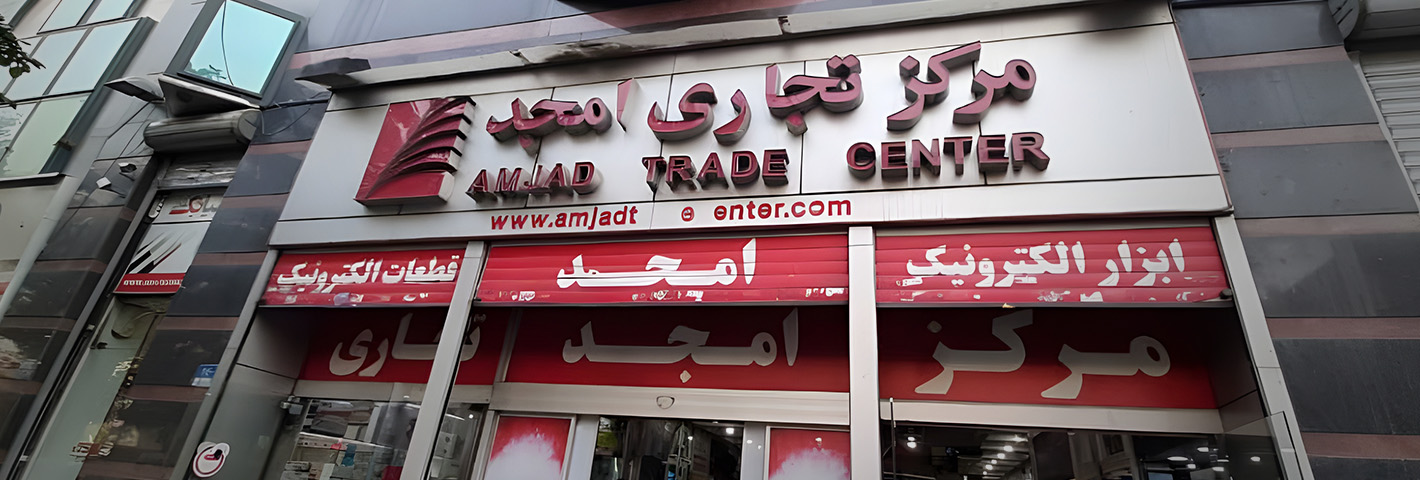 مرکز تجاری امجد
AMJAD TRADE CENTER
www.amjadt e enter.com
ابزار الکترونیک
امجد
قطعات الکترونیک
مرکز امجد تجاری